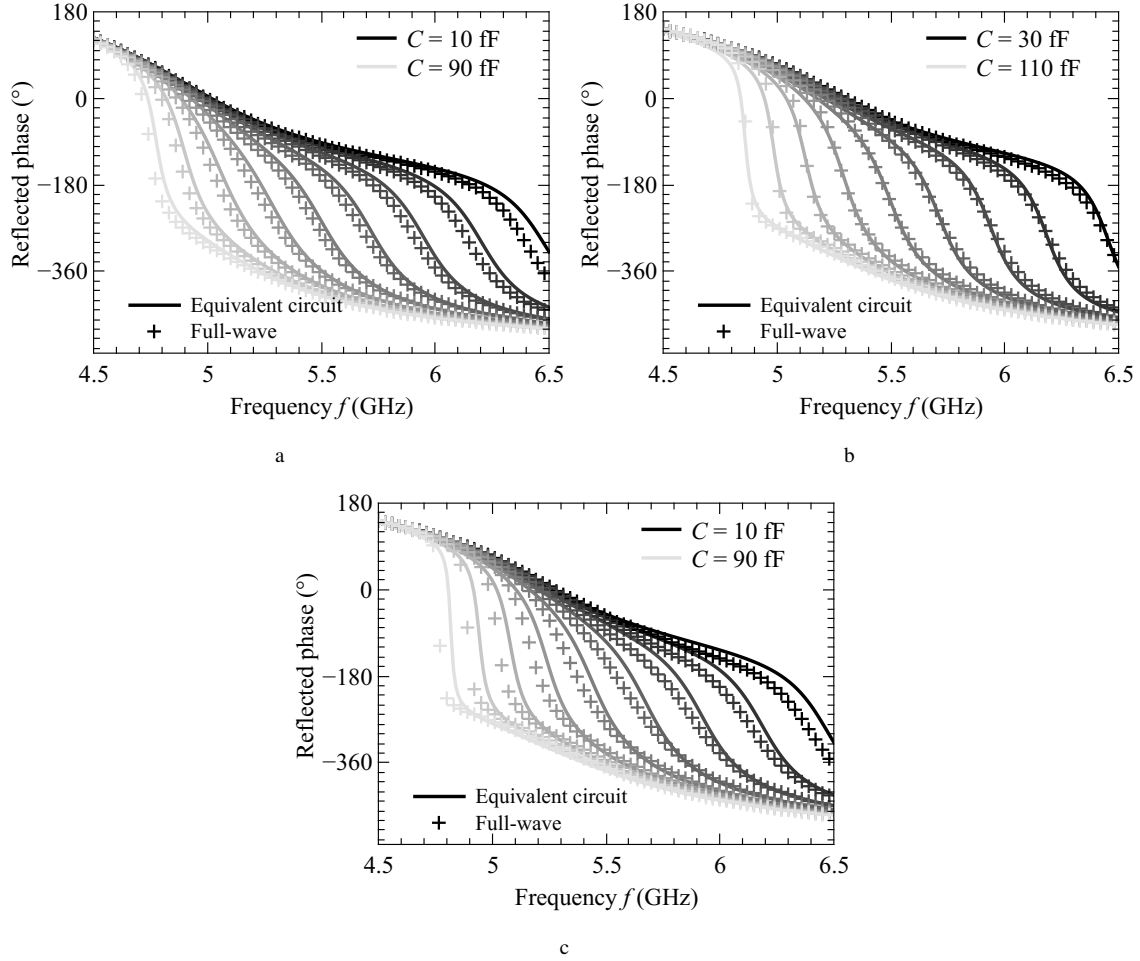 180
0
−180
−360
Reflected phase (°)
C = 10 fF
C = 90 fF
Equivalent circuit
Full-wave
4.5 5 5.5 6 6.5
Frequency f (GHz)
a
180
0
−180
−360
Reflected phase (°)
C = 30 fF
C = 110 fF
Equivalent circuit
Full-wave
4.5 5 5.5 6 6.5
Frequency f (GHz)
b
180
0
−180
−360
Reflected phase (°)
C = 10 fF
C = 90 fF
Equivalent circuit
Full-wave
4.5 5 5.5 6 6.5
Frequency f (GHz)
c